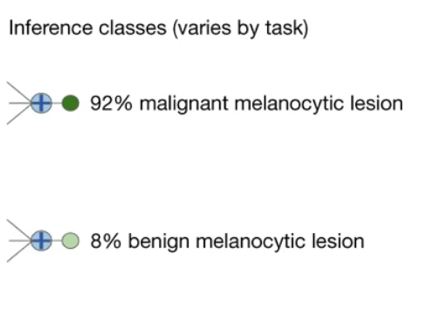 Inference classes (varies by task)
92% malignant melanocytic lesion
8% benign melanocytic lesion